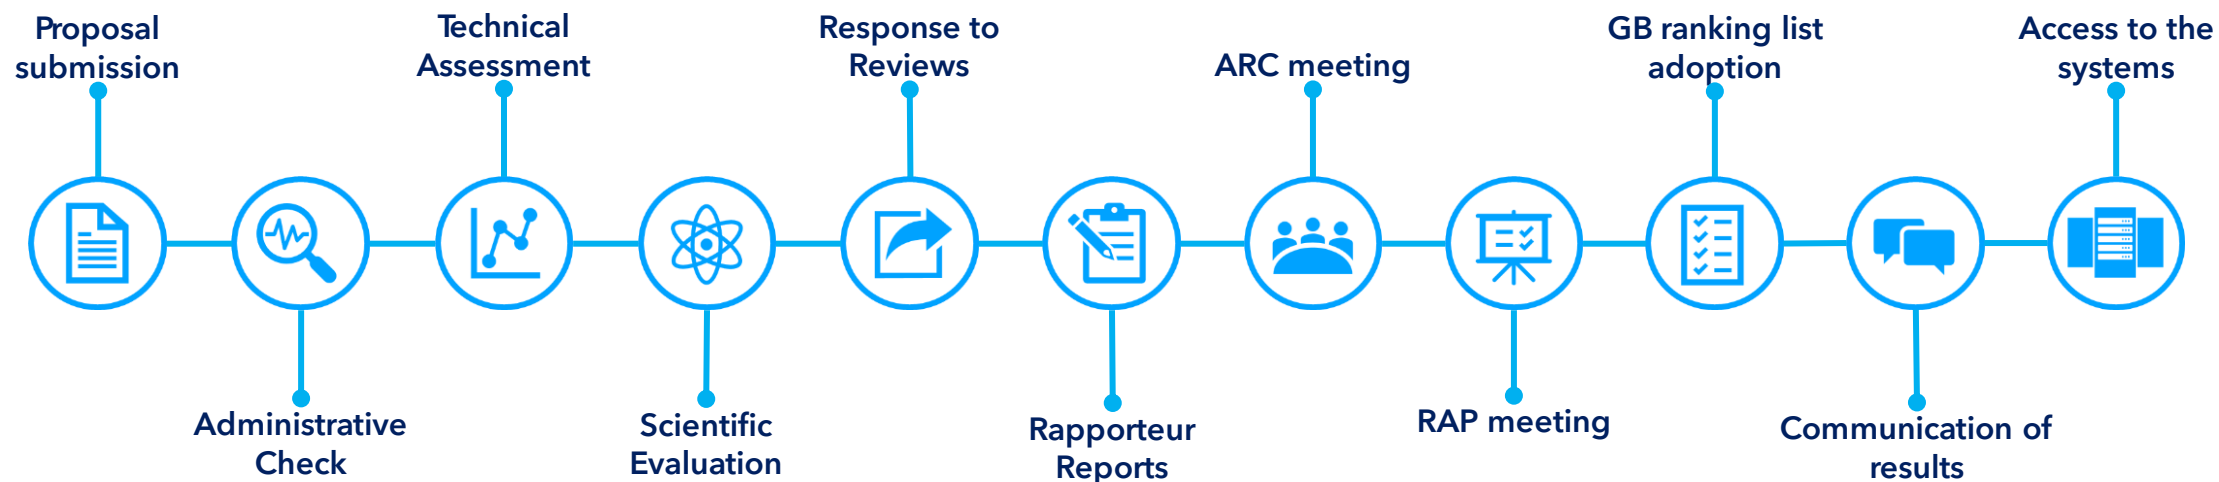 Proposal
submission
Administrative
Check
Technical
Assessment
Scientific
Evaluation
Response to
Reviews
Rapporteur
Reports
ARC meeting
RAP meeting
GB ranking list
adoption
Communication of
results
Access to the
systems